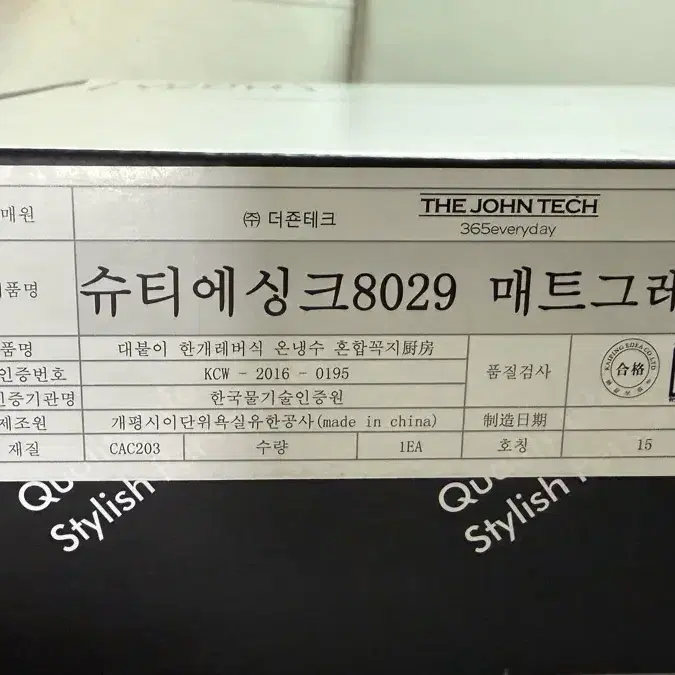 매원 (주) 더죤테크 THE JOHN TECH
365everyday
품명 슈티에싱크8029 매트그레
품명 대붙이 한개레버식 온냉수 혼합꼭지厨房
인증번호 KCW - 2016 - 0195 품질검사 合格
인증기관명 한국물기술인증원
제조원 개평시이단위욕실유한공사(made in china) 制造日期
재질 CAC203 수량 1EA 호칭 15
Stylish
Stylish